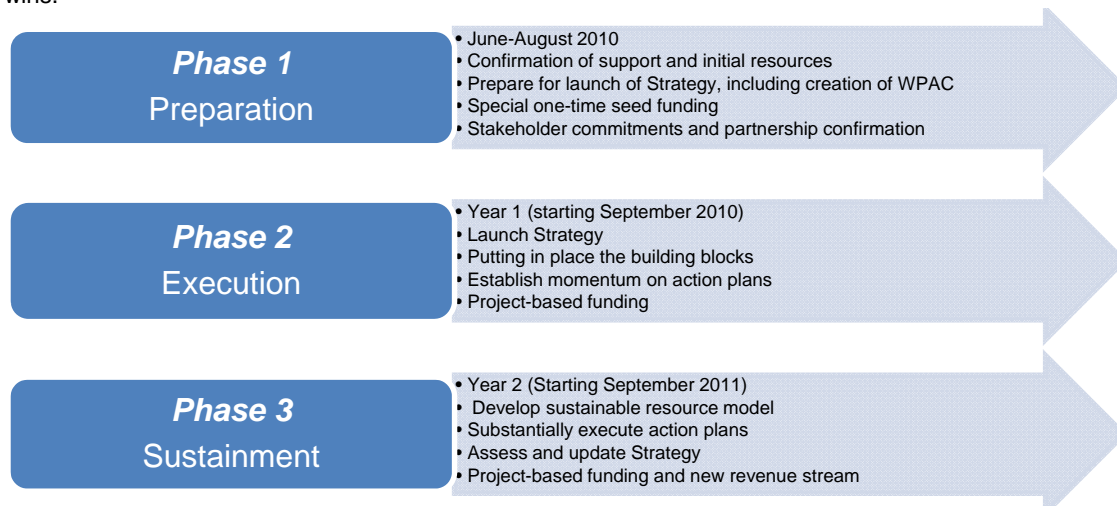 wins.
Phase 1
Preparation
• June-August 2010
• Confirmation of support and initial resources
• Prepare for launch of Strategy, including creation of WPAC
• Special one-time seed funding
• Stakeholder commitments and partnership confirmation
Phase 2
Execution
• Year 1 (starting September 2010)
• Launch Strategy
• Putting in place the building blocks
• Establish momentum on action plans
• Project-based funding
Phase 3
Sustainment
• Year 2 (Starting September 2011)
• Develop sustainable resource model
• Substantially execute action plans
• Assess and update Strategy
• Project-based funding and new revenue stream